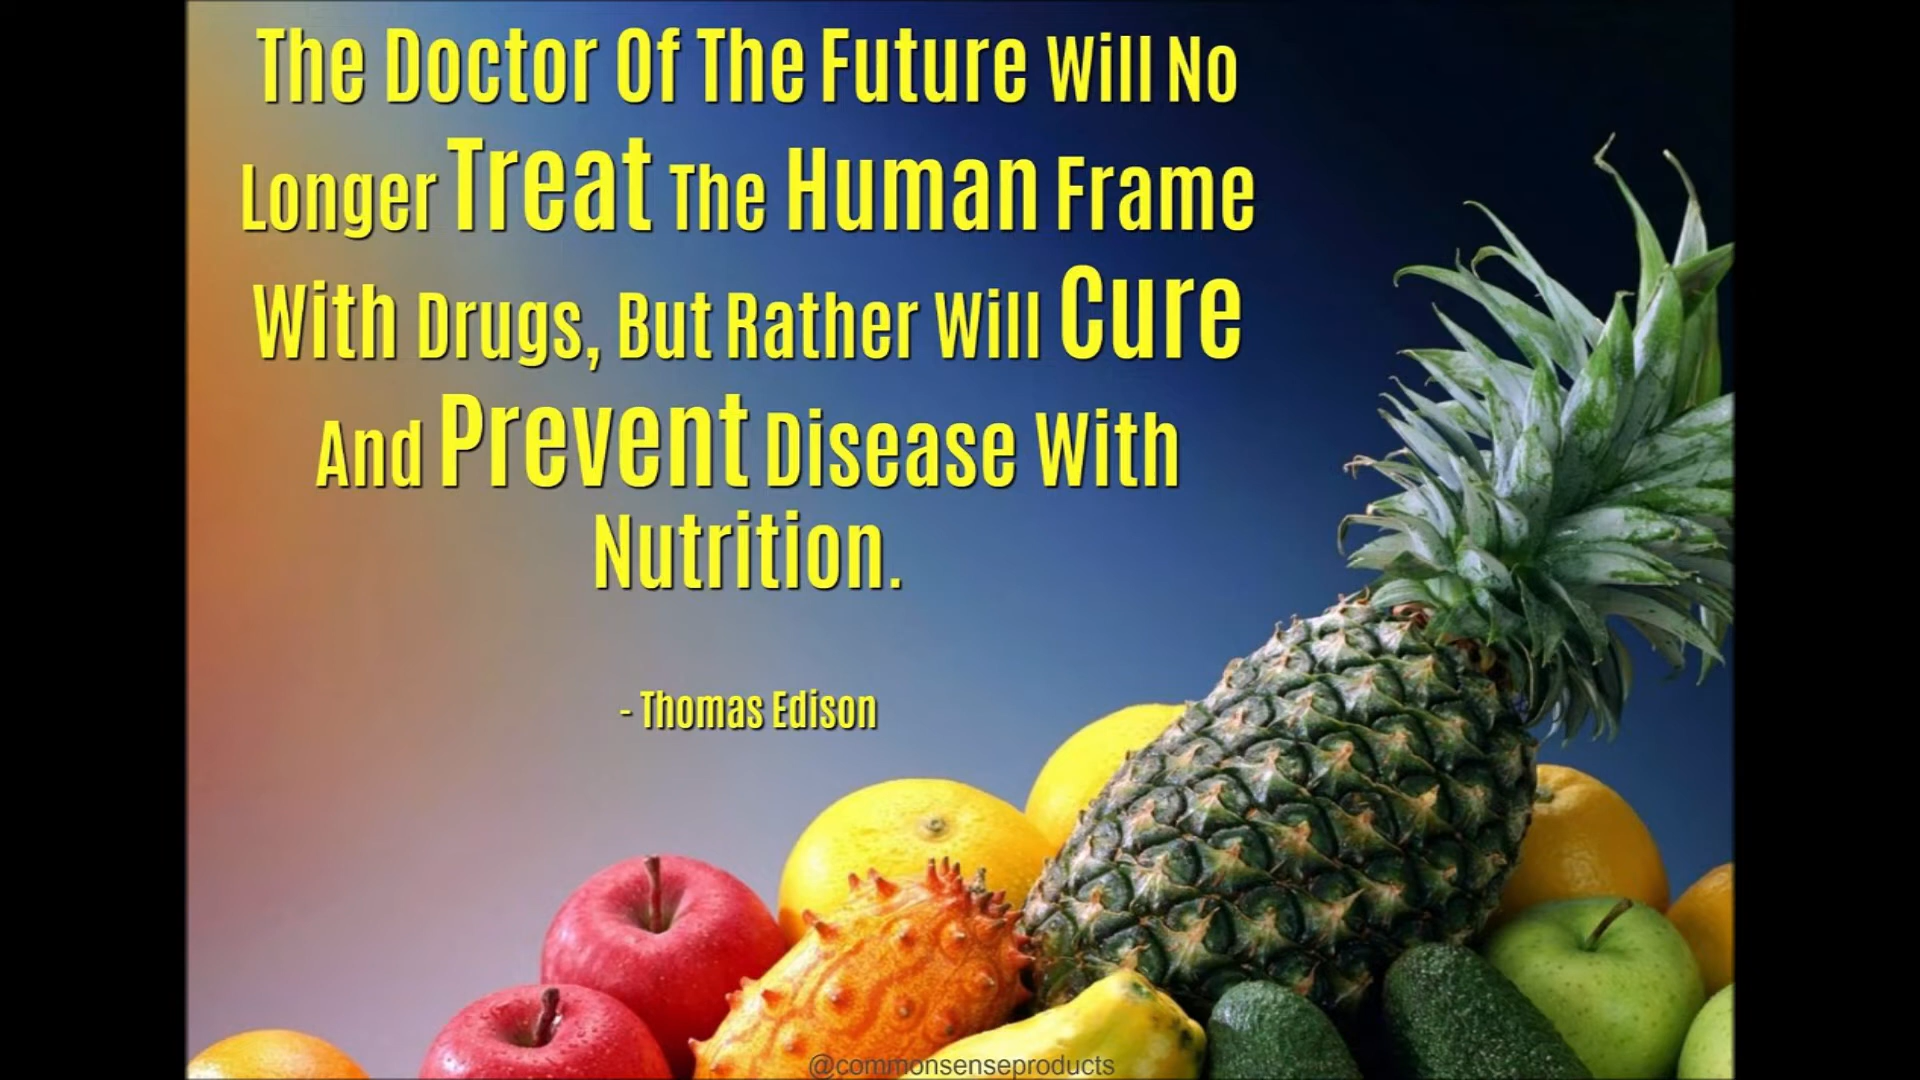 The Doctor Of The Future Will No
Longer Treat The Human Frame
With Drugs, But Rather Will Cure
And Prevent Disease With
Nutrition.
- Thomas Edison
@commonsenseproducts